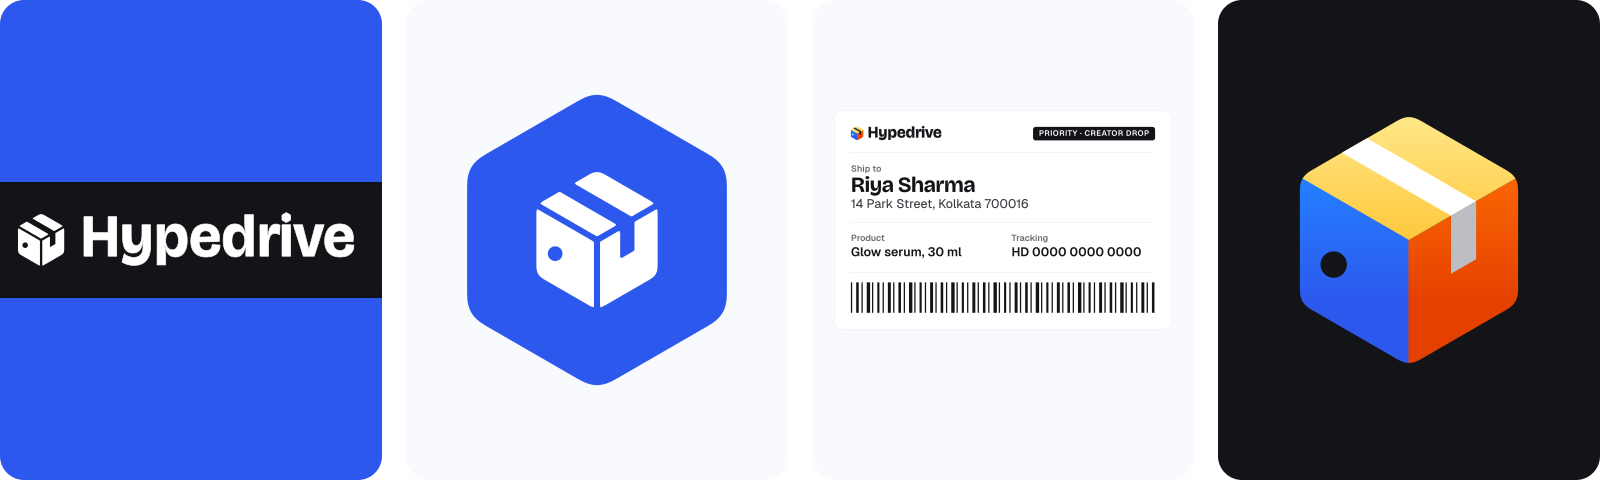 Hypedrive
Hypedrive
PRIORITY · CREATOR DROP
Ship to
Riya Sharma
14 Park Street, Kolkata 700016
Product
Tracking
Glow serum, 30 ml
HD 0000 0000 0000